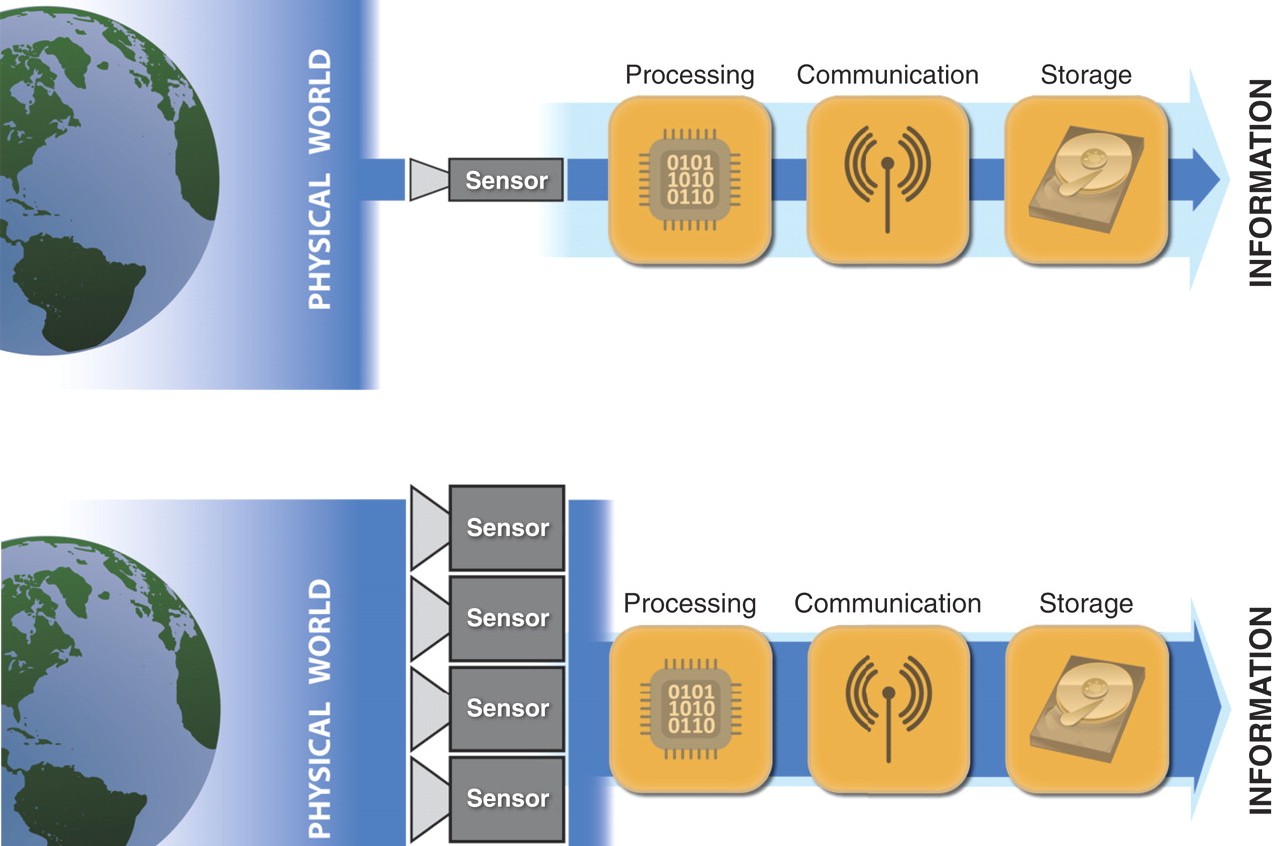 Processing
Communication
Storage
PHYSICAL WORLD
Sensor
0101
1010
0110
INFORMATION
Sensor
Sensor
Sensor
Sensor
Processing
Communication
Storage
PHYSICAL WORLD
0101
1010
0110
INFORMATION